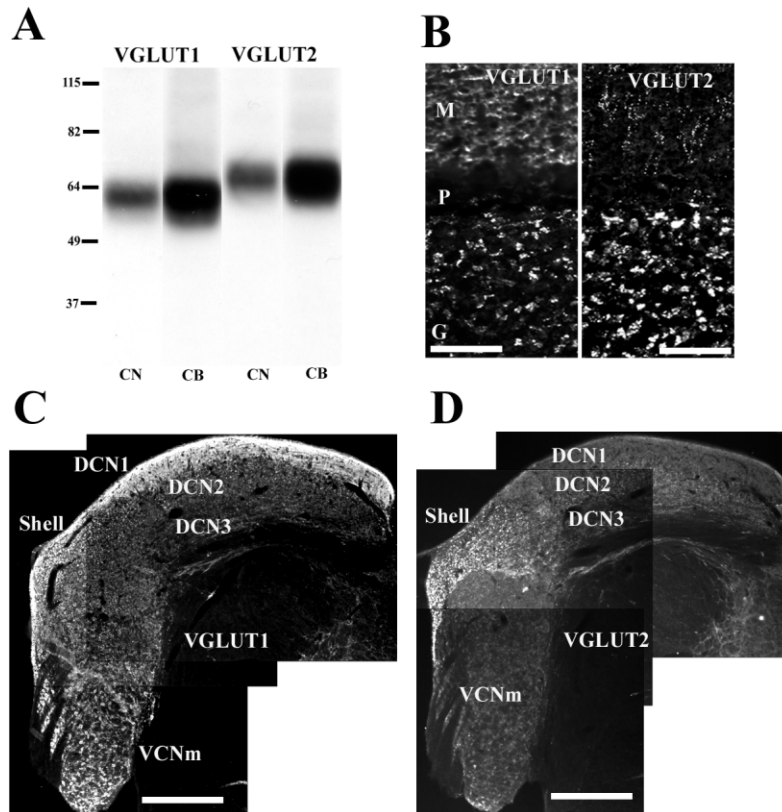 A
VGLUT1 VGLUT2
115
82
64
49
37
CN CB CN CB
B
VGLUT1 VGLUT2
M
P
G
C
DCN1
DCN2
Shell
DCN3
VGLUT1
VCNm
D
DCN1
DCN2
Shell
DCN3
VGLUT2
VCNm